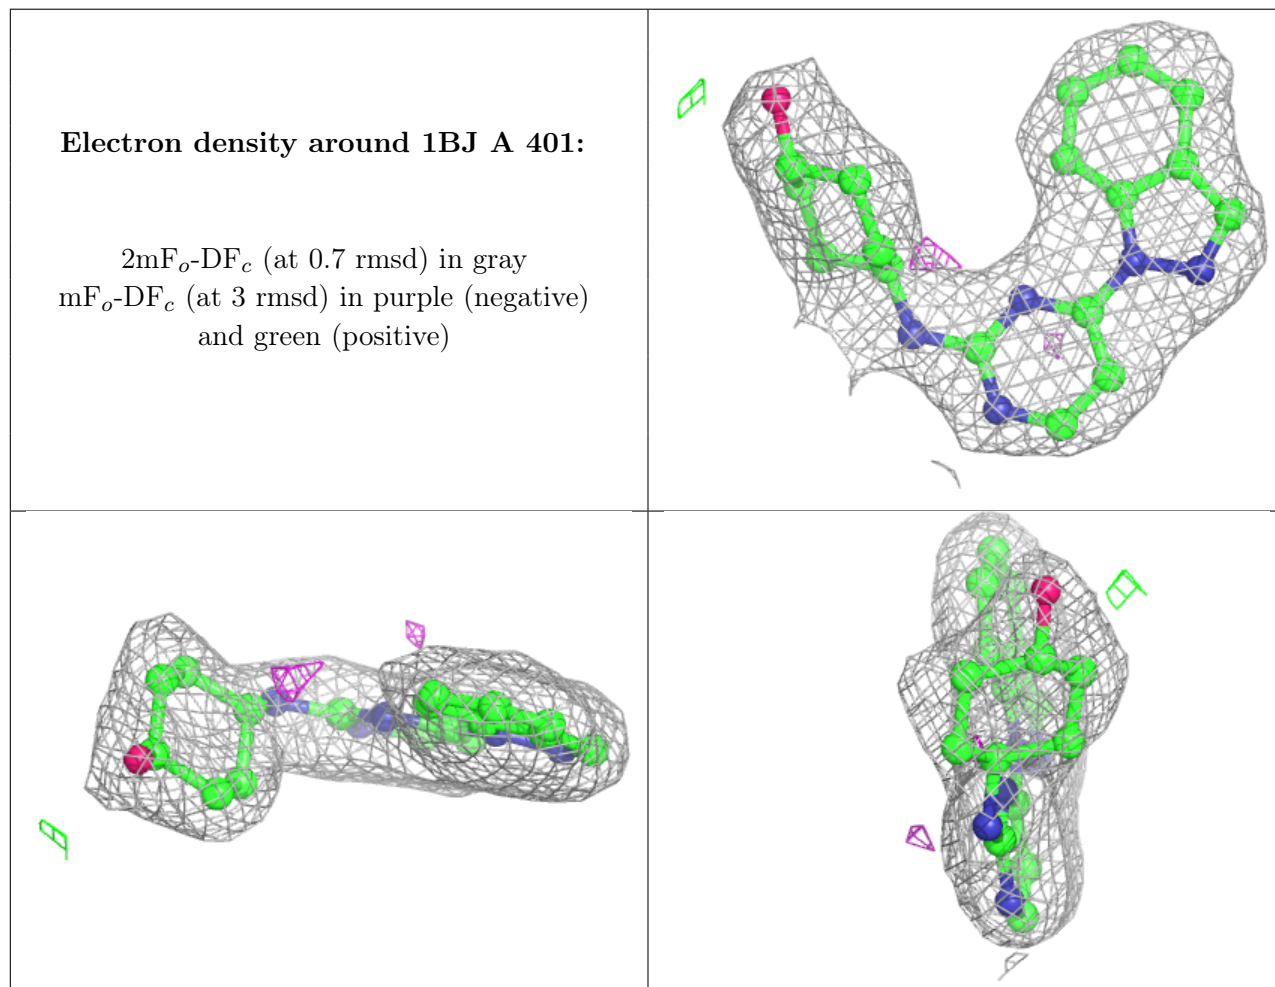 Electron density around 1BJ A 401:
2mFo-DFc (at 0.7 rmsd) in gray
mFo-DFc (at 3 rmsd) in purple (negative)
and green (positive)